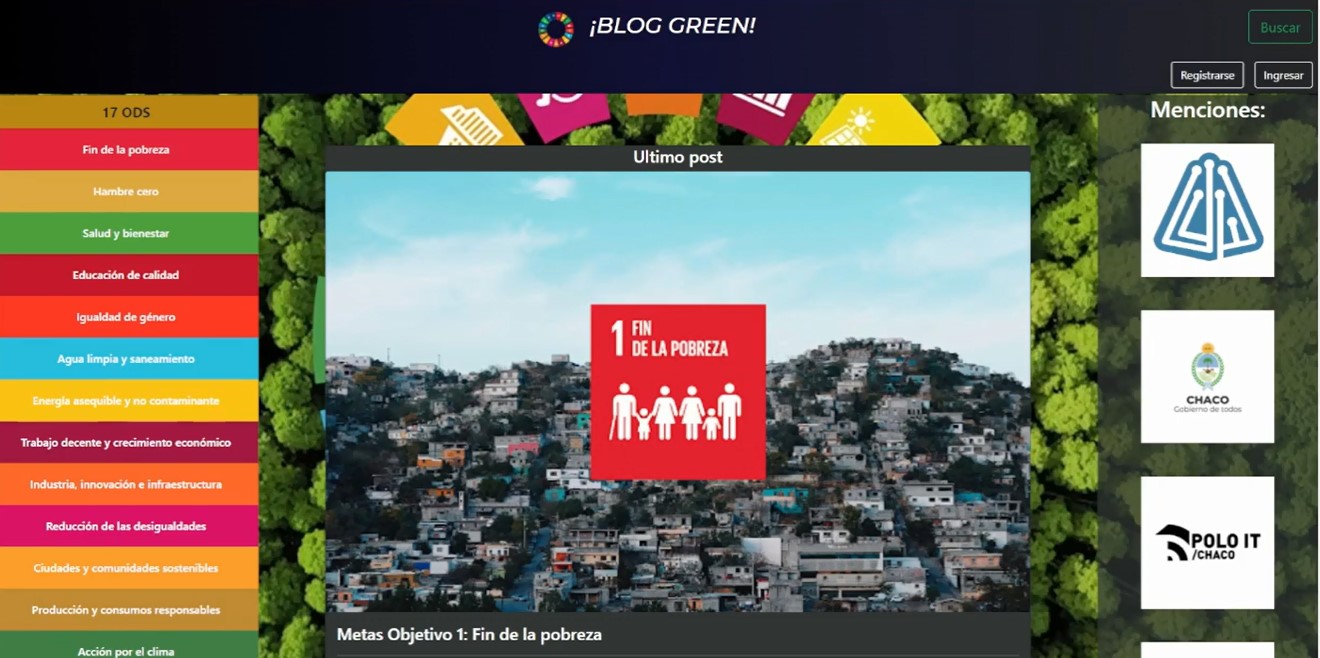 ¡BLOG GREEN!
Buscar
Registrarse
Ingresar
17 ODS
Fin de la pobreza
Hambre cero
Salud y bienestar
Educación de calidad
Igualdad de género
Agua limpia y saneamiento
Energía asequible y no contaminante
Trabajo decente y crecimiento económico
Industria, innovación e infraestructura
Reducción de las desigualdades
Ciudades y comunidades sostenibles
Producción y consumos responsables
Acción por el clima
Ultimo post
1 FIN
DE LA POBREZA
Metas Objetivo 1: Fin de la pobreza
Menciones:
CHACO
Gobierno de todos
POLO IT
/CHACO